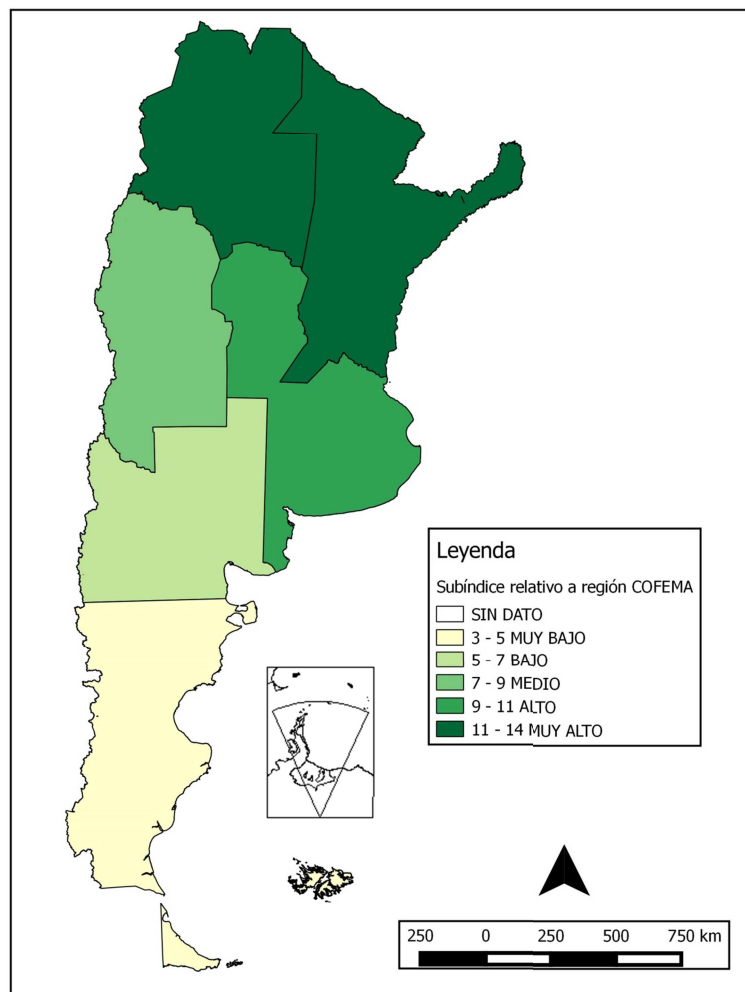 Leyenda
Subíndice relativo a región COFEMA
SIN DATO
3 - 5 MUY BAJO
5 - 7 BAJO
7 - 9 MEDIO
9 - 11 ALTO
11 - 14 MUY ALTO
250 0 250 500 750 km